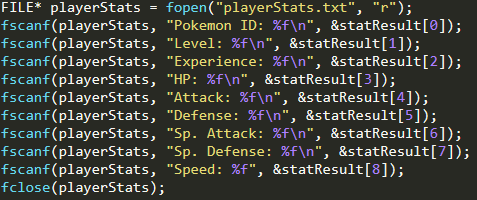 FILE* playerStats = fopen("playerStats.txt", "r");
fscanf(playerStats, "Pokemon ID: %f\n", &statResult[0]);
fscanf(playerStats, "Level: %f\n", &statResult[1]);
fscanf(playerStats, "Experience: %f\n", &statResult[2]);
fscanf(playerStats, "HP: %f\n", &statResult[3]);
fscanf(playerStats, "Attack: %f\n", &statResult[4]);
fscanf(playerStats, "Defense: %f\n", &statResult[5]);
fscanf(playerStats, "Sp. Attack: %f\n", &statResult[6]);
fscanf(playerStats, "Sp. Defense: %f\n", &statResult[7]);
fscanf(playerStats, "Speed: %f", &statResult[8]);
fclose(playerStats);